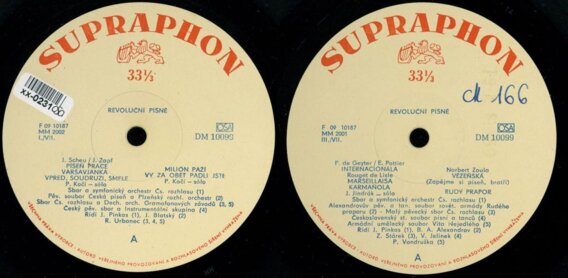 SUPRAPHON
33⅓
xx-0231
REVOLUČNÍ PÍSNĚ
F 09 10187
MM 2002
I./VII.
OSA
DM 10099
J. Scheu / J. Zapf
PÍSEŇ PRÁCE
VARŠAVJANKA
VPŘED, SOUDRUZI, SMĚLE
P. Kočí – sólo
MILION PAŽÍ
VY ZA OBĚŤ PADLI JSTE
P. Kočí – sólo
Sbor a symfonický orchestr Čs. rozhlasu (1)
Pěv. soubor Česká píseň a Plzeňský rozhl. orchestr (2)
Sbor Čs. rozhlasu a Dech. orch. Gramofonových závodů (3, 5)
Český pěv. sbor a Instrumentální skupina (4)
Řídí J. Pinkas (1), J. Blatský (2)
R. Urbanec (3, 4, 5)
A
SUPRAPHON
33⅓
čM 166
REVOLUČNÍ PÍSNĚ
F 09 10187
MM 2001
III./VII.
OSA
DM 10099
P. de Geyter / E. Pottier
INTERNACIONÁLA
Rouget de Lisle
MARSEILLAISA
KARMAŇOLA
J. Jindrák – sólo
Norbert Zoula
VĚZEŇSKÁ
(Zapějme si píseň, bratři)
RUDÝ PRAPOR
Sbor a symfonický orchestr Čs. rozhlasu (1)
Alexandrovův pěv. a tan. soubor sovět. armády Rudého
praporu (2) - Malý pěvecký sbor Čs. rozhlasu (3)
Československý st. soubor písní a tanců (4)
Armádní umělecký soubor Víta Nejedlého (5)
Řídí J. Pinkas (1), B. A. Alexandrov (2)
Z. Stárek (3), V. Jelínek (4)
P. Vondruška (5)
A